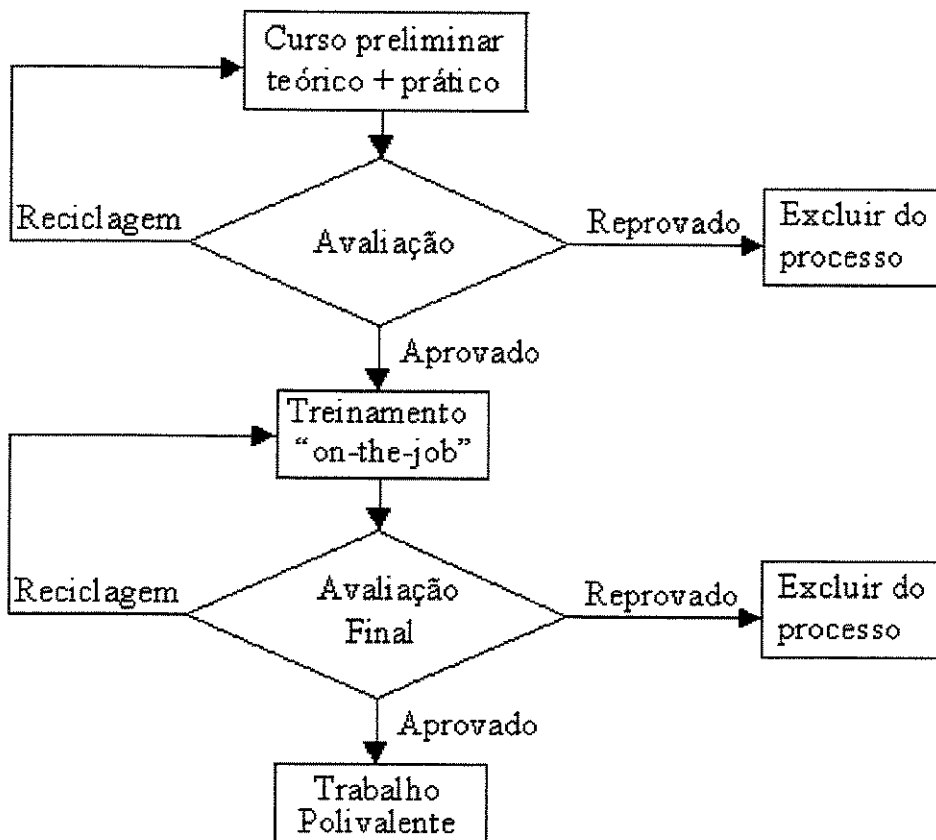 Curso preliminar
teórico + prático
Reciclagem
Avaliação
Reprovado
Excluir do
processo
Aprovado
Treinamento
“on-the-job”
Reciclagem
Avaliação
Final
Reprovado
Excluir do
processo
Aprovado
Trabalho
Polivalente